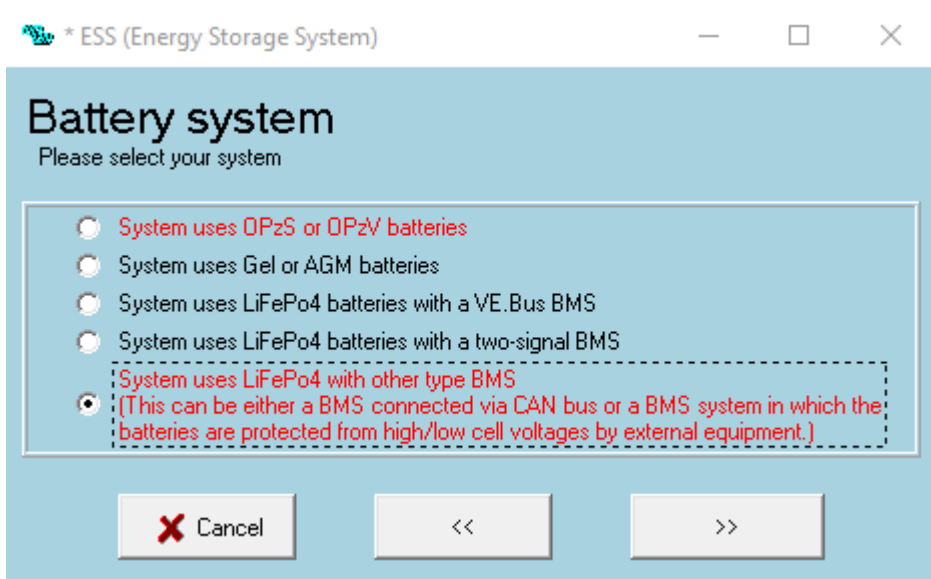 * ESS (Energy Storage System)
Battery system
Please select your system
System uses OPzS or OPzV batteries
System uses Gel or AGM batteries
System uses LiFePo4 batteries with a VE.Bus BMS
System uses LiFePo4 batteries with a two-signal BMS
System uses LiFePo4 with other type BMS
(This can be either a BMS connected via CAN bus or a BMS system in which the
batteries are protected from high/low cell voltages by external equipment.)
Cancel
<<
>>